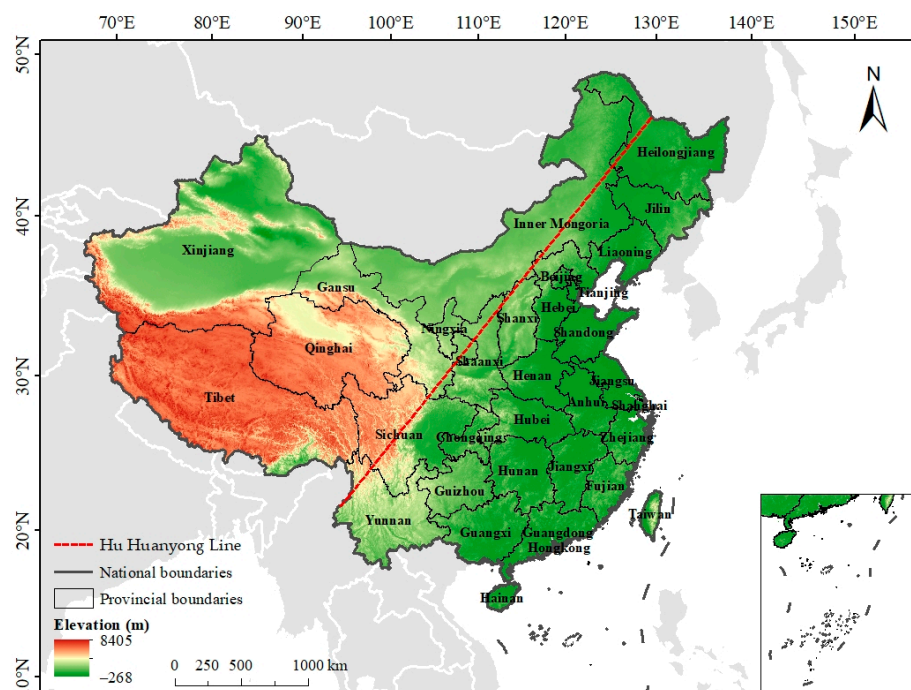 70°E 80°E 90°E 100°E 110°E 120°E 130°E 140°E 150°E
50°N
N
Heilongjiang
Jilin
40°N
Inner Mongoria
Xinjiang
Liaoning
Beijing
Gansu
Tianjing
Hebei
Shanxi
Ningxia
Shandong
Qinghai
Shaanxi
30°N
Henan
Jiangsu
Tibet
Anhui
Shanghai
Hubei
Sichuan
Chongqing
Zhejiang
Hunan
Jiangxi
Guizhou
Fujian
Taiwan
Yunnan
20°N
Guangxi
Guangdong
Hongkong
Hu Huanyong Line
National boundaries
Provincial boundaries
Hainan
Elevation (m)
8405
−268
0 250 500 1000 km
10°N
0°N